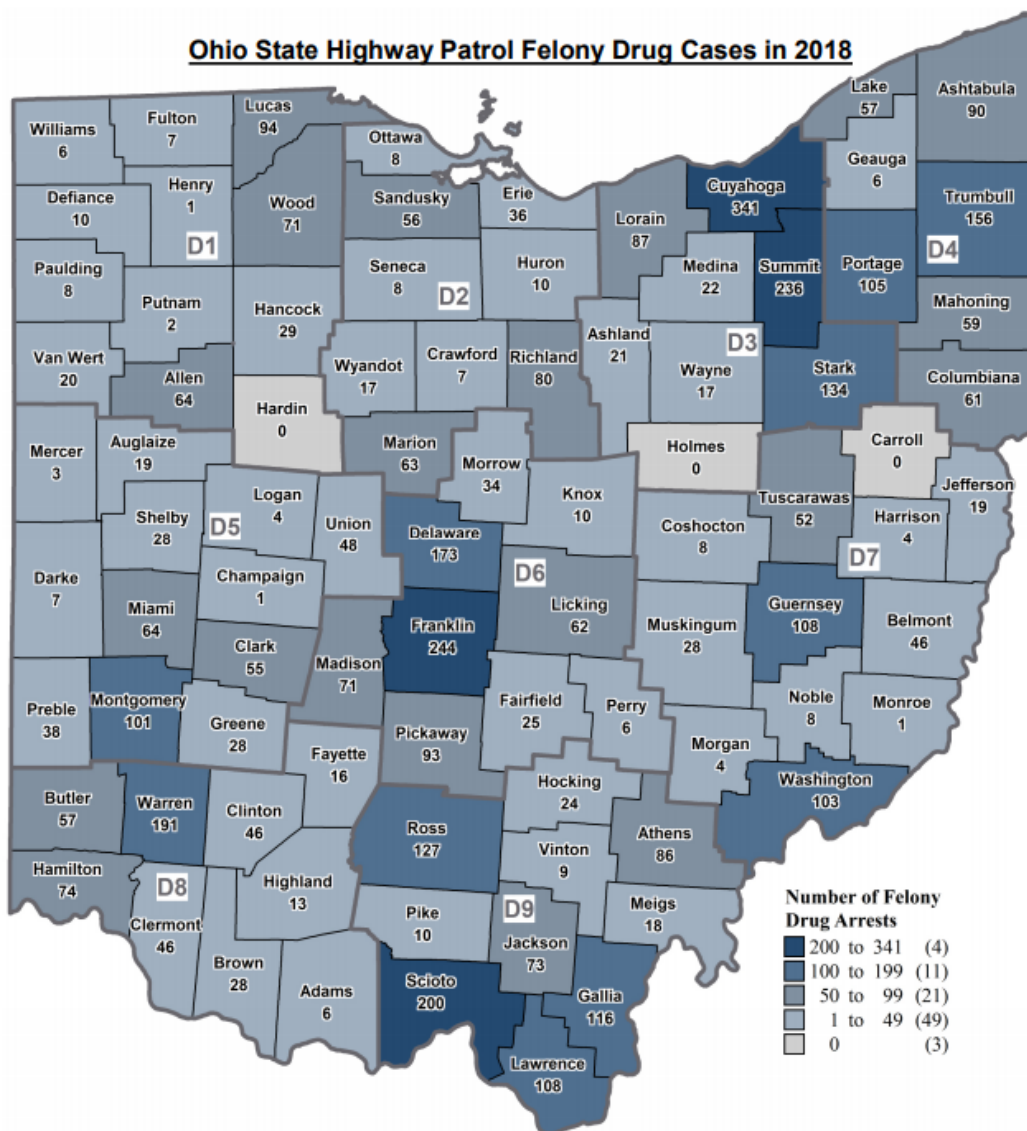 Ohio State Highway Patrol Felony Drug Cases in 2018
Lake
57
Ashtabula
90
Williams
6
Fulton
7
Lucas
94
Ottawa
8
Geauga
6
Defiance
10
Henry
1
Wood
71
Sandusky
56
Erie
36
Lorain
87
Cuyahoga
341
Trumbull
156
D1
D4
Paulding
8
Putnam
2
Hancock
29
Seneca
8
D2
Huron
10
Medina
22
Summit
236
Portage
105
Mahoning
59
Van Wert
20
Allen
64
Wyandot
17
Crawford
7
Richland
80
Ashland
21
D3
Wayne
17
Stark
134
Columbiana
61
Hardin
0
Mercer
3
Auglaize
19
Marion
63
Morrow
34
Holmes
0
Carroll
0
Jefferson
19
Shelby
28
D5
Logan
4
Union
48
Knox
10
Coshocton
8
Tuscarawas
52
Harrison
4
Delaware
173
D7
Darke
7
Miami
64
Champaign
1
D6
Licking
62
Guernsey
108
Belmont
46
Clark
55
Madison
71
Franklin
244
Muskingum
28
Preble
38
Montgomery
101
Greene
28
Fairfield
25
Perry
6
Noble
8
Monroe
1
Fayette
16
Pickaway
93
Morgan
4
Washington
103
Butler
57
Warren
191
Clinton
46
Hocking
24
Ross
127
Athens
86
Hamilton
74
D8
Clermont
46
Highland
13
Vinton
9
Pike
10
D9
Jackson
73
Meigs
18
Brown
28
Adams
6
Scioto
200
Gallia
116
Lawrence
108
Number of Felony
Drug Arrests
200 to 341 (4)
100 to 199 (11)
50 to 99 (21)
1 to 49 (49)
0 (3)